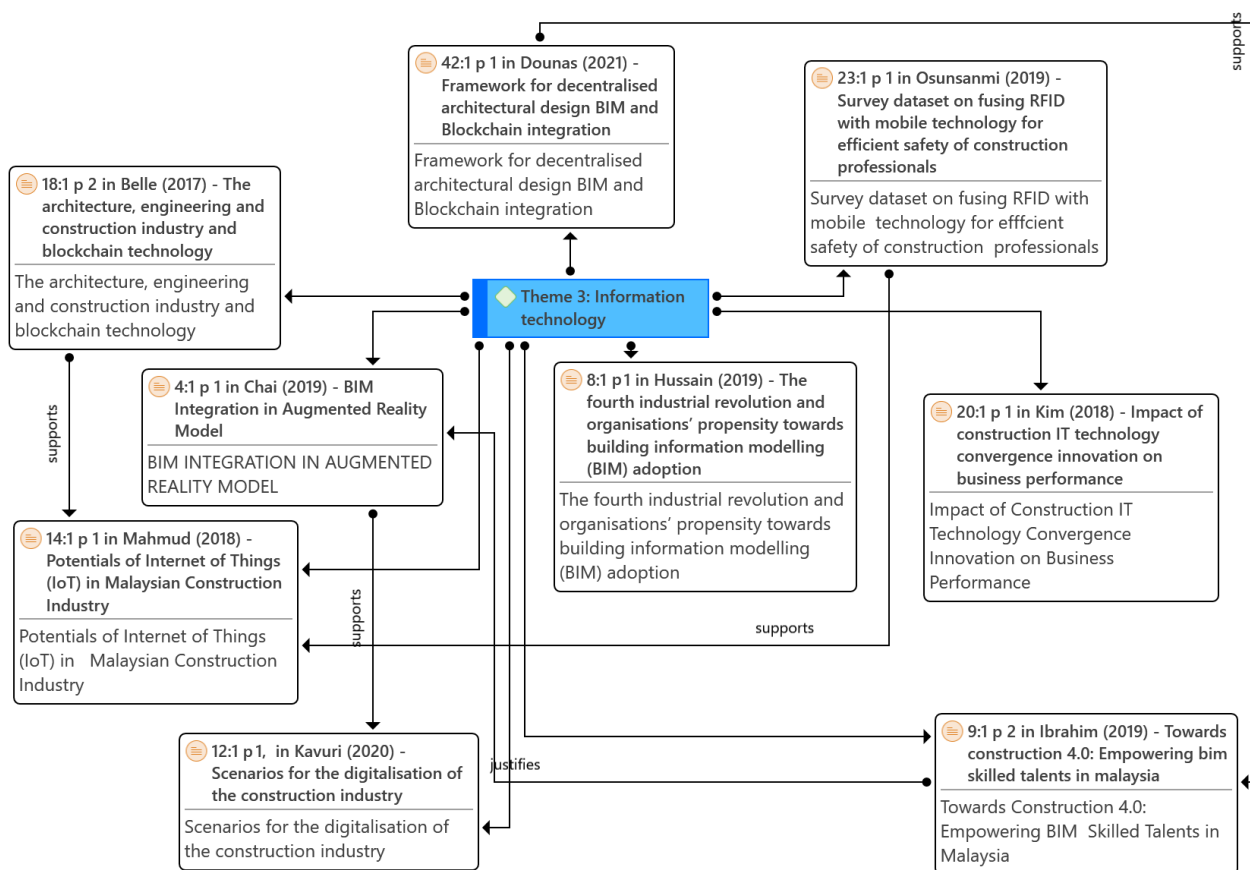 supports
42:1 p 1 in Dounas (2021) -
Framework for decentralised
architectural design BIM and
Blockchain integration
Framework for decentralised
architectural design BIM and
Blockchain integration
23:1 p 1 in Osunsanmi (2019) -
Survey dataset on fusing RFID
with mobile technology for
efficient safety of construction
professionals
Survey dataset on fusing RFID with
mobile technology for efffcient
safety of construction professionals
18:1 p 2 in Belle (2017) - The
architecture, engineering and
construction industry and
blockchain technology
The architecture, engineering
and construction industry and
blockchain technology
Theme 3: Information
technology
4:1 p 1 in Chai (2019) - BIM
Integration in Augmented Reality
Model
BIM INTEGRATION IN AUGMENTED
REALITY MODEL
8:1 p1 in Hussain (2019) - The
fourth industrial revolution and
organisations’ propensity towards
building information modelling
(BIM) adoption
The fourth industrial revolution and
organisations’ propensity towards
building information modelling
(BIM) adoption
20:1 p 1 in Kim (2018) - Impact of
construction IT technology
convergence innovation on
business performance
Impact of Construction IT
Technology Convergence
Innovation on Business
Performance
supports
14:1 p 1 in Mahmud (2018) -
Potentials of Internet of Things
(IoT) in Malaysian Construction
Industry
Potentials of Internet of Things
(IoT) in Malaysian Construction
Industry
supports
supports
12:1 p 1, in Kavuri (2020) -
Scenarios for the digitalisation of
the construction industry
Scenarios for the digitalisation of
the construction industry
justifies
9:1 p 2 in Ibrahim (2019) - Towards
construction 4.0: Empowering bim
skilled talents in malaysia
Towards Construction 4.0:
Empowering BIM Skilled Talents in
Malaysia